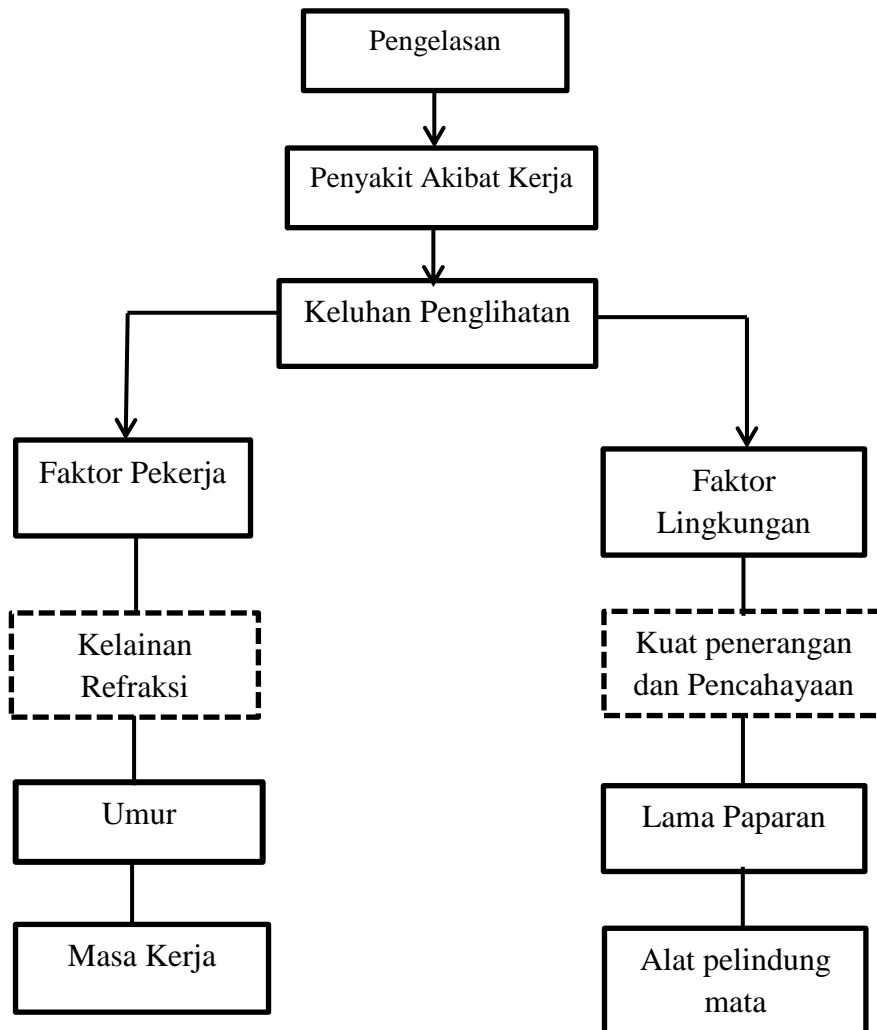 Pengelasan
Penyakit Akibat Kerja
Keluhan Penglihatan
Faktor Pekerja
Kelainan
Refraksi
Umur
Masa Kerja
Faktor
Lingkungan
Kuat penerangan
dan Pencahayaan
Lama Paparan
Alat pelindung
mata